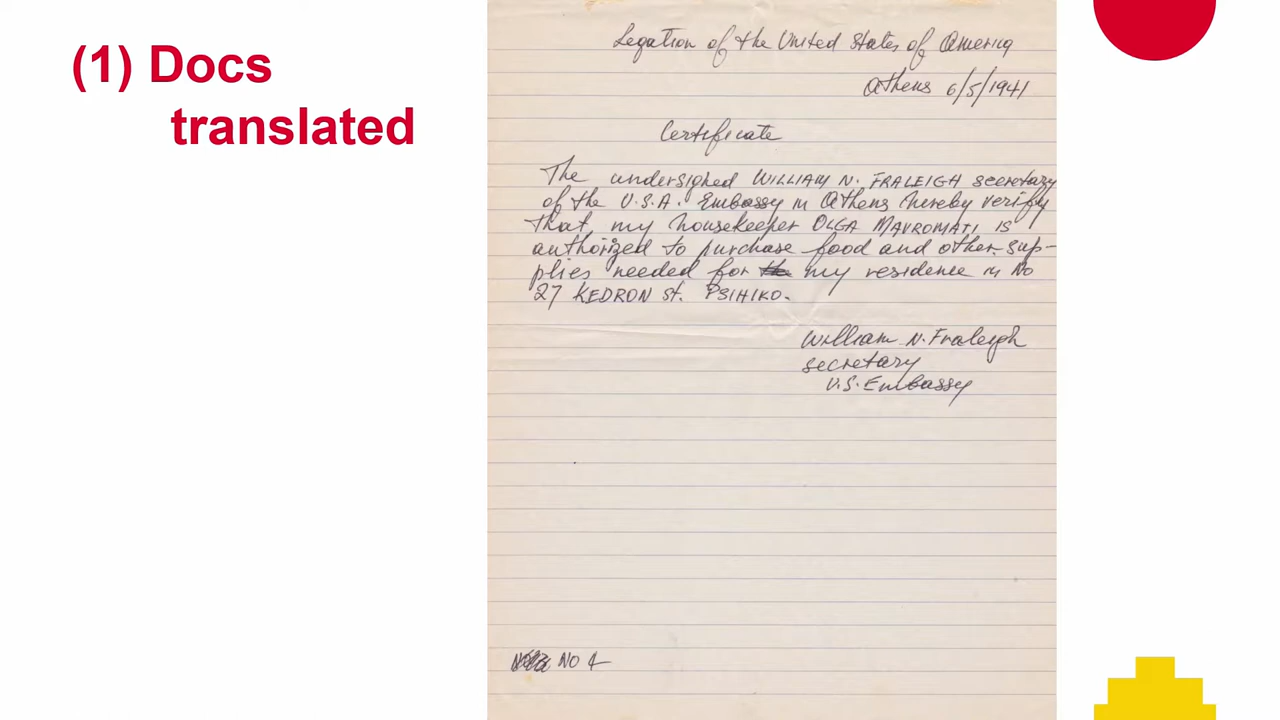 (1) Docs
translated
Legation of the United States of America
Athens 6/5/1941
Certificate
The undersighed WILLIAM N. FRALEIGH secretary
of the U.S.A. Embassy in Athens hereby verify
that my housekeeper OLGA MAVROMATI is
authorized to purchase food and other sup-
plies needed for my residence in No
27 KEDRON st. PSIHIKO.
William N. Fraleigh
secretary
U.S. Embassy
NO 4